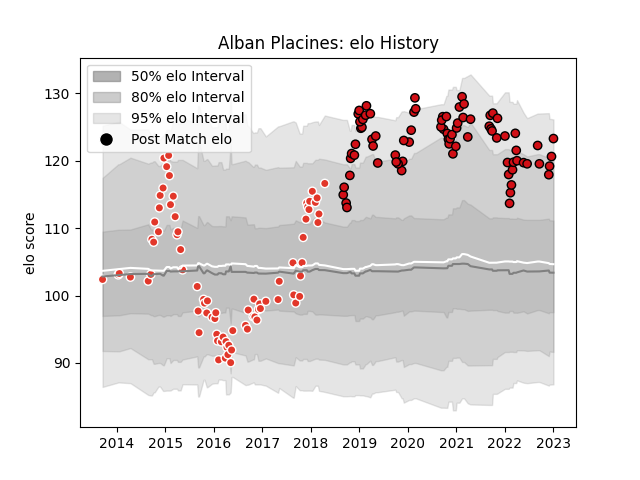 Alban Placines: elo History
50% elo Interval
80% elo Interval
95% elo Interval
Post Match elo
elo score
130
120
110
100
90
2014 2015 2016 2017 2018 2019 2020 2021 2022 2023